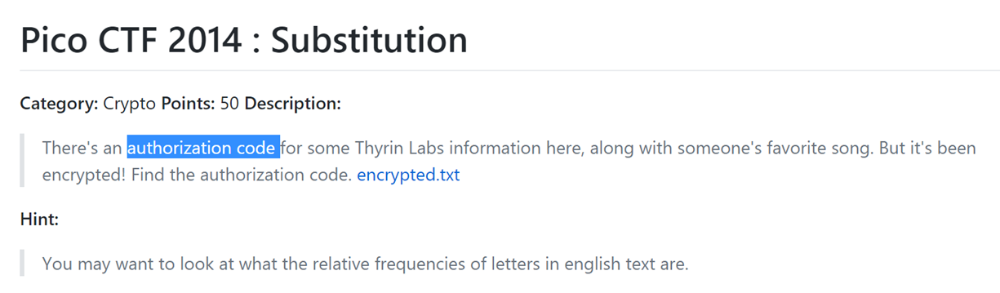 Pico CTF 2014 : Substitution
Category: Crypto Points: 50 Description:
There's an authorization code for some Thyrin Labs information here, along with someone's favorite song. But it's been
encrypted! Find the authorization code. encrypted.txt
Hint:
You may want to look at what the relative frequencies of letters in english text are.